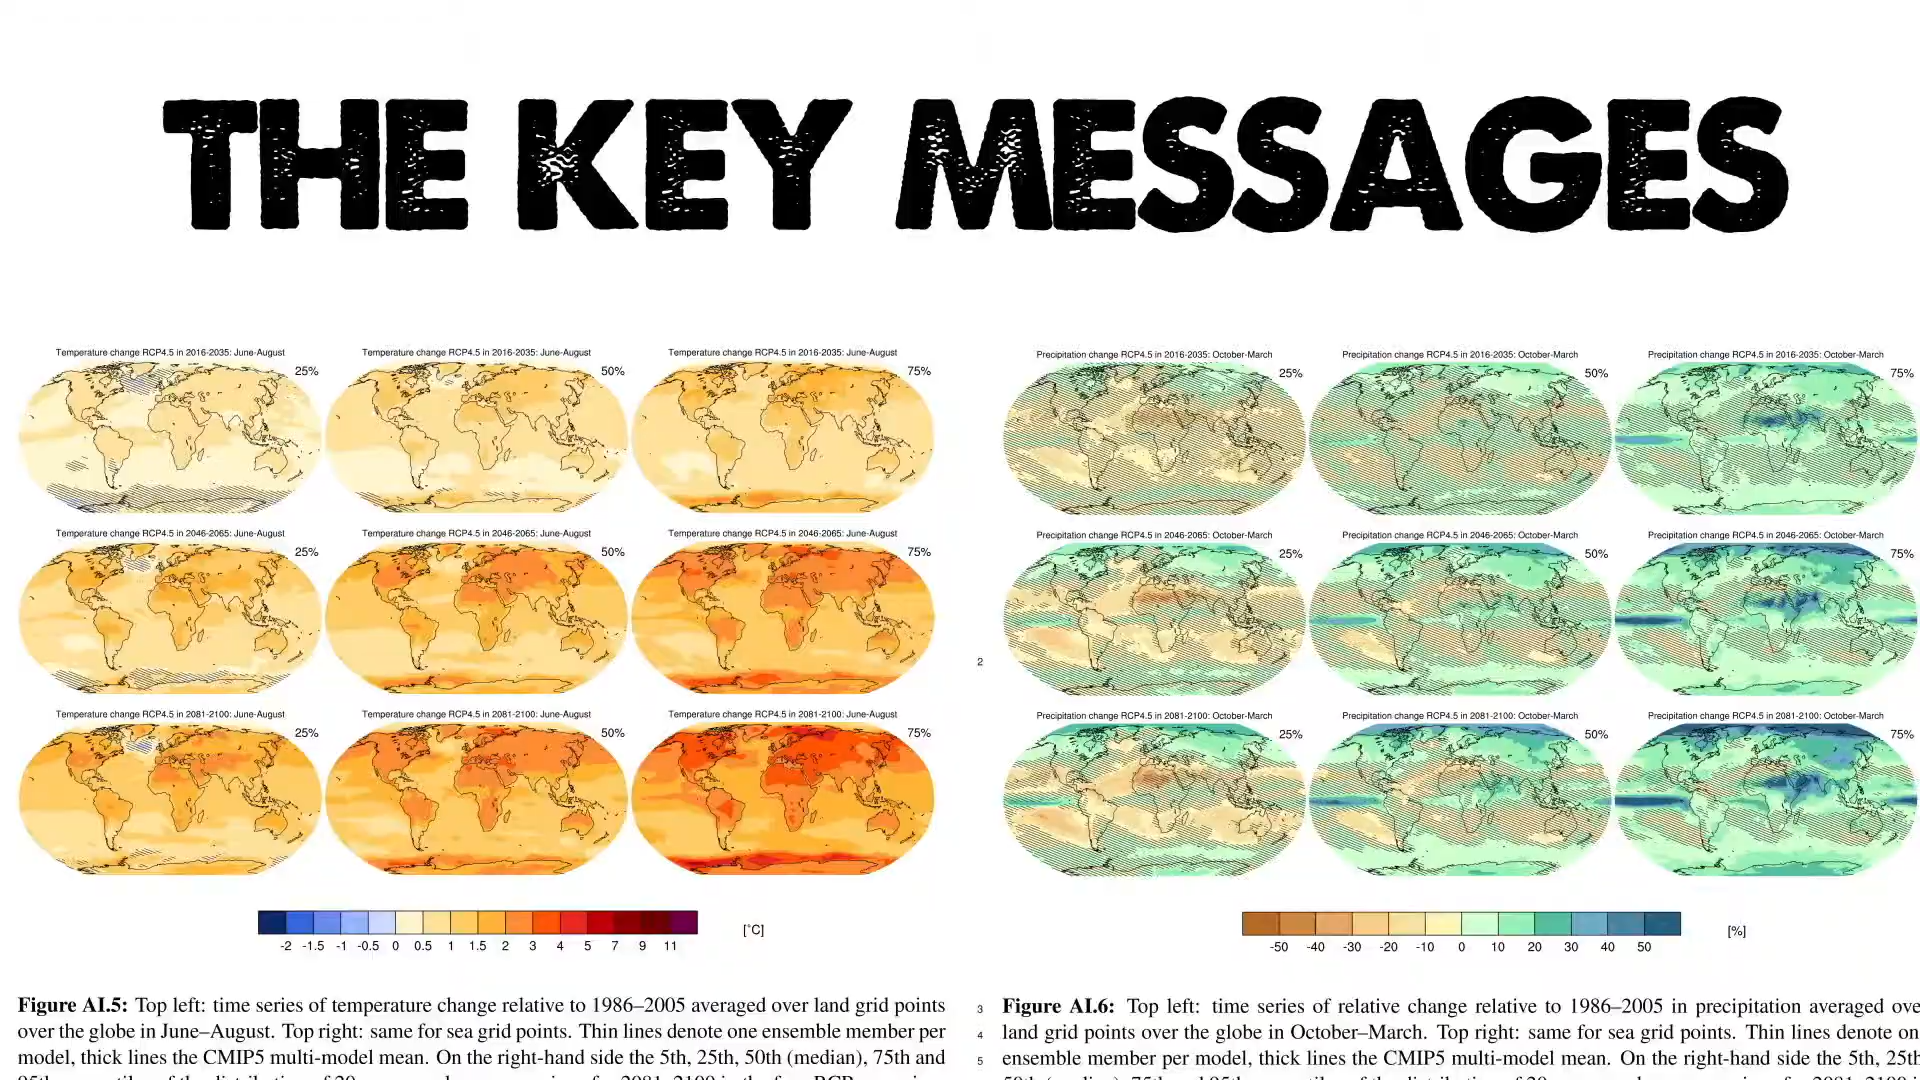 THE KEY MESSAGES
Temperature change RCP4.5 in 2016-2035: June-August
25%
Temperature change RCP4.5 in 2016-2035: June-August
50%
Temperature change RCP4.5 in 2016-2035: June-August
75%
Temperature change RCP4.5 in 2046-2065: June-August
25%
Temperature change RCP4.5 in 2046-2065: June-August
50%
Temperature change RCP4.5 in 2046-2065: June-August
75%
Temperature change RCP4.5 in 2081-2100: June-August
25%
Temperature change RCP4.5 in 2081-2100: June-August
50%
Temperature change RCP4.5 in 2081-2100: June-August
75%
-2 -1.5 -1 -0.5 0 0.5 1 1.5 2 3 4 5 7 9 11
[°C]
Figure AI.5: Top left: time series of temperature change relative to 1986–2005 averaged over land grid points
over the globe in June–August. Top right: same for sea grid points. Thin lines denote one ensemble member per
model, thick lines the CMIP5 multi-model mean. On the right-hand side the 5th, 25th, 50th (median), 75th and
Precipitation change RCP4.5 in 2016-2035: October-March
25%
Precipitation change RCP4.5 in 2016-2035: October-March
50%
Precipitation change RCP4.5 in 2016-2035: October-March
75%
Precipitation change RCP4.5 in 2046-2065: October-March
25%
Precipitation change RCP4.5 in 2046-2065: October-March
50%
Precipitation change RCP4.5 in 2046-2065: October-March
75%
2
Precipitation change RCP4.5 in 2081-2100: October-March
25%
Precipitation change RCP4.5 in 2081-2100: October-March
50%
Precipitation change RCP4.5 in 2081-2100: October-March
75%
-50 -40 -30 -20 -10 0 10 20 30 40 50
[%]
3 Figure AI.6: Top left: time series of relative change relative to 1986–2005 in precipitation averaged ove
4 land grid points over the globe in October–March. Top right: same for sea grid points. Thin lines denote on
5 ensemble member per model, thick lines the CMIP5 multi-model mean. On the right-hand side the 5th, 25th